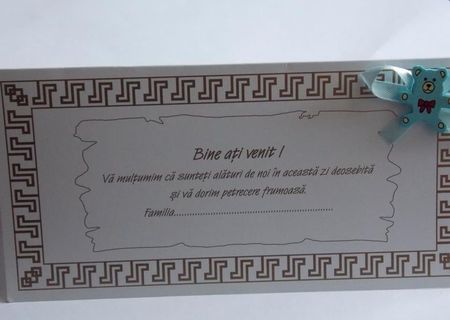 Bine ați venit !
Vă mulțumim că sunteți alături de noi în această zi deosebită
și vă dorim petrecere frumoasă.
Familia......................................................